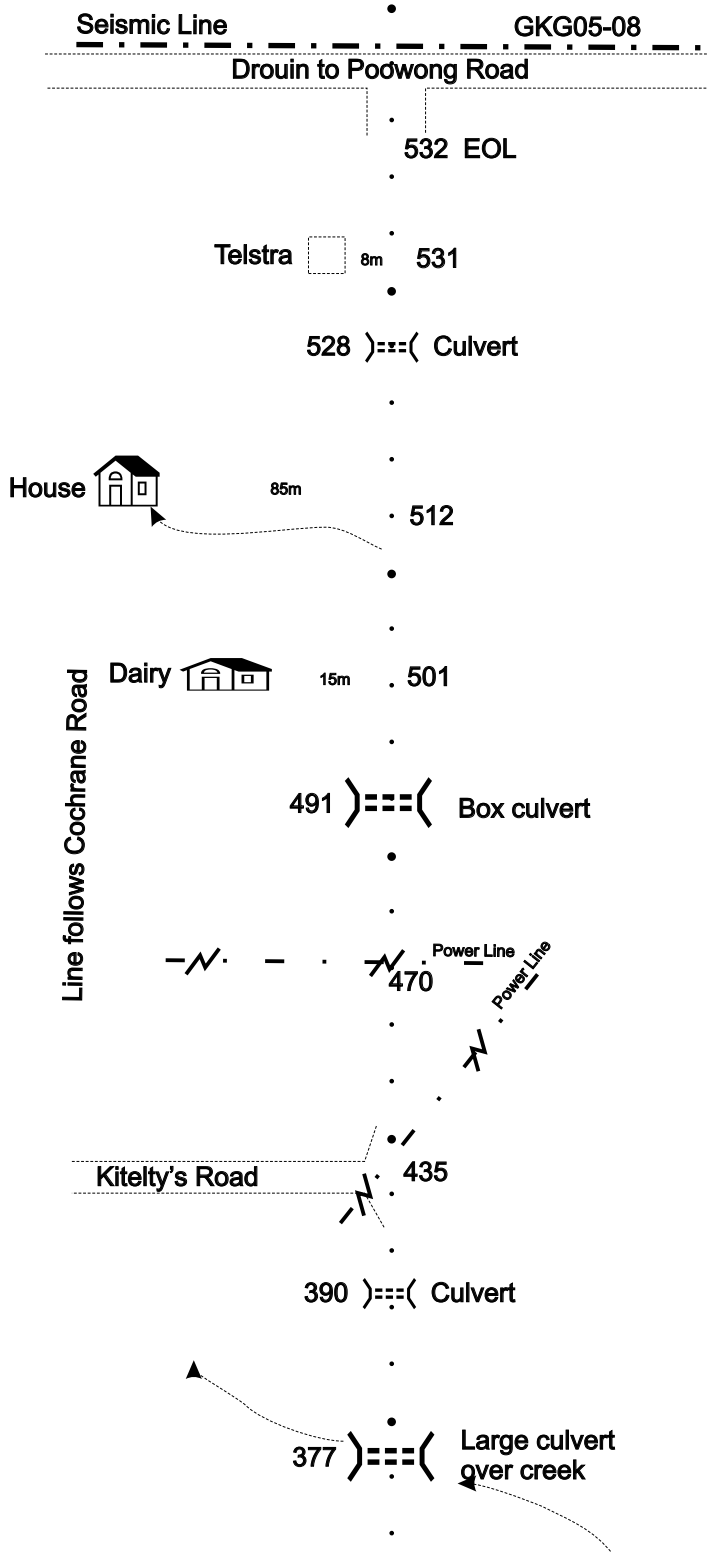 Seismic Line GKG05-08
Drouin to Poowong Road
532 EOL
Telstra 8m 531
528 Culvert
House 85m
512
Dairy 15m 501
Line follows Cochrane Road
491 Box culvert
Power Line
470
Power Line
Kitelty's Road 435
390 Culvert
377 Large culvert
over creek